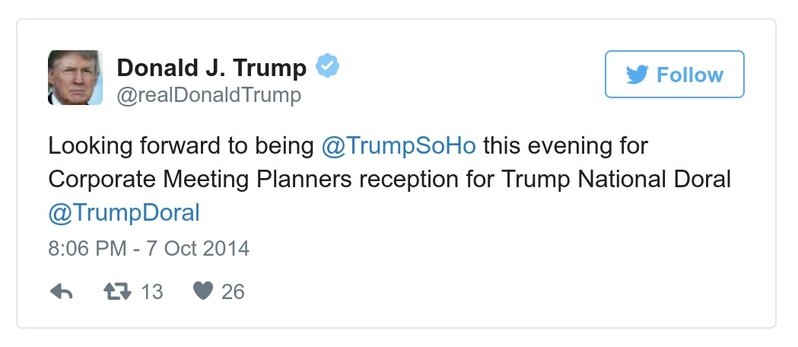 Donald J. Trump
@realDonaldTrump
Follow
Looking forward to being @TrumpSoHo this evening for
Corporate Meeting Planners reception for Trump National Doral
@TrumpDoral
8:06 PM - 7 Oct 2014
13 26